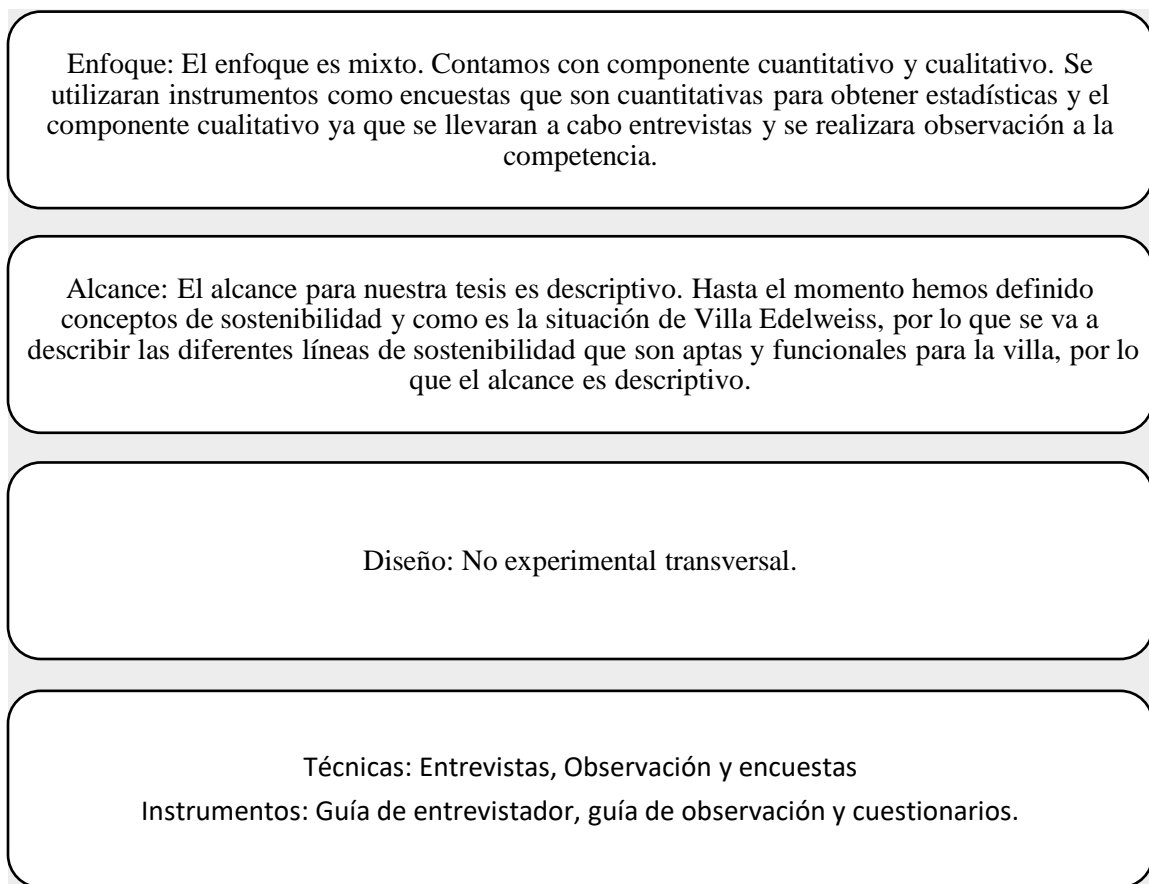 Enfoque: El enfoque es mixto. Contamos con componente cuantitativo y cualitativo. Se
utilizaran instrumentos como encuestas que son cuantitativas para obtener estadísticas y el
componente cualitativo ya que se llevaran a cabo entrevistas y se realizara observación a la
competencia.
Alcance: El alcance para nuestra tesis es descriptivo. Hasta el momento hemos definido
conceptos de sostenibilidad y como es la situación de Villa Edelweiss, por lo que se va a
describir las diferentes líneas de sostenibilidad que son aptas y funcionales para la villa, por lo
que el alcance es descriptivo.
Diseño: No experimental transversal.
Técnicas: Entrevistas, Observación y encuestas
Instrumentos: Guía de entrevistador, guía de observación y cuestionarios.